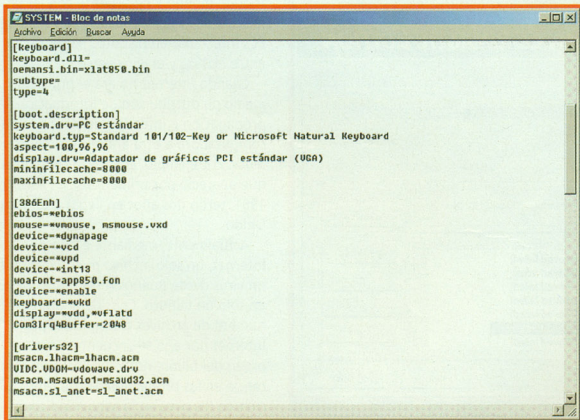 SYSTEM - Bloc de notas
Archivo Edición Buscar Ayuda
[keyboard]
keyboard.dll=
oemansi.bin=xlat850.bin
subtype=
type=4

[boot.description]
system.drv=PC estándar
keyboard.typ=Standard 101/102-Key or Microsoft Natural Keyboard
aspect=100,96,96
display.drv=Adaptador de gráficos PCI estándar (VGA)
mininfilecache=8000
maxinfilecache=8000

[386Enh]
ebios=*ebios
mouse=*vmouse, msmouse.vxd
device=*dynapage
device=*vcd
device=*vpd
device=*int13
woafont=app850.fon
device=*enable
keyboard=*vkd
display=*vdd,*vflatd
Com3Irq4Buffer=2048

[drivers32]
msacm.lhacm=lhacm.acm
VIDC.VDOM=vdowave.drv
msacm.msaudio1=msaud32.acm
msacm.sl_anet=sl_anet.acm